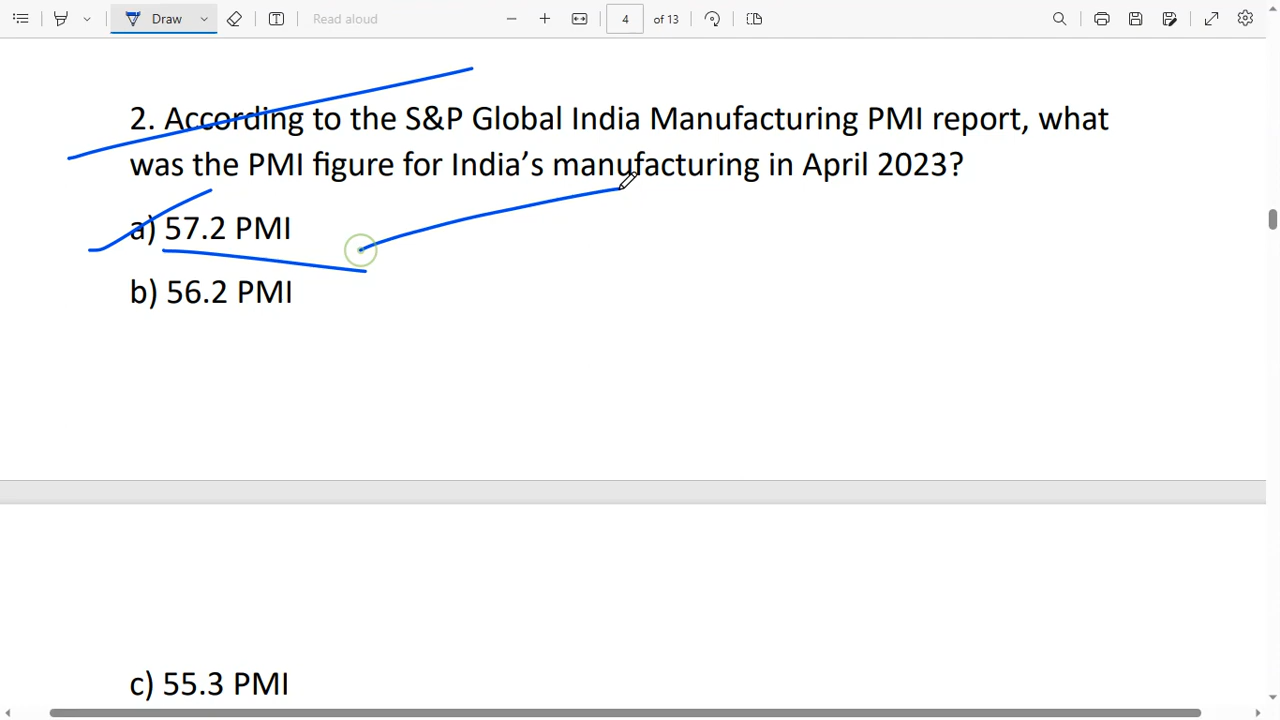 Draw
Read aloud
4 of 13
2. According to the S&P Global India Manufacturing PMI report, what
was the PMI figure for India’s manufacturing in April 2023?
a) 57.2 PMI
b) 56.2 PMI
c) 55.3 PMI